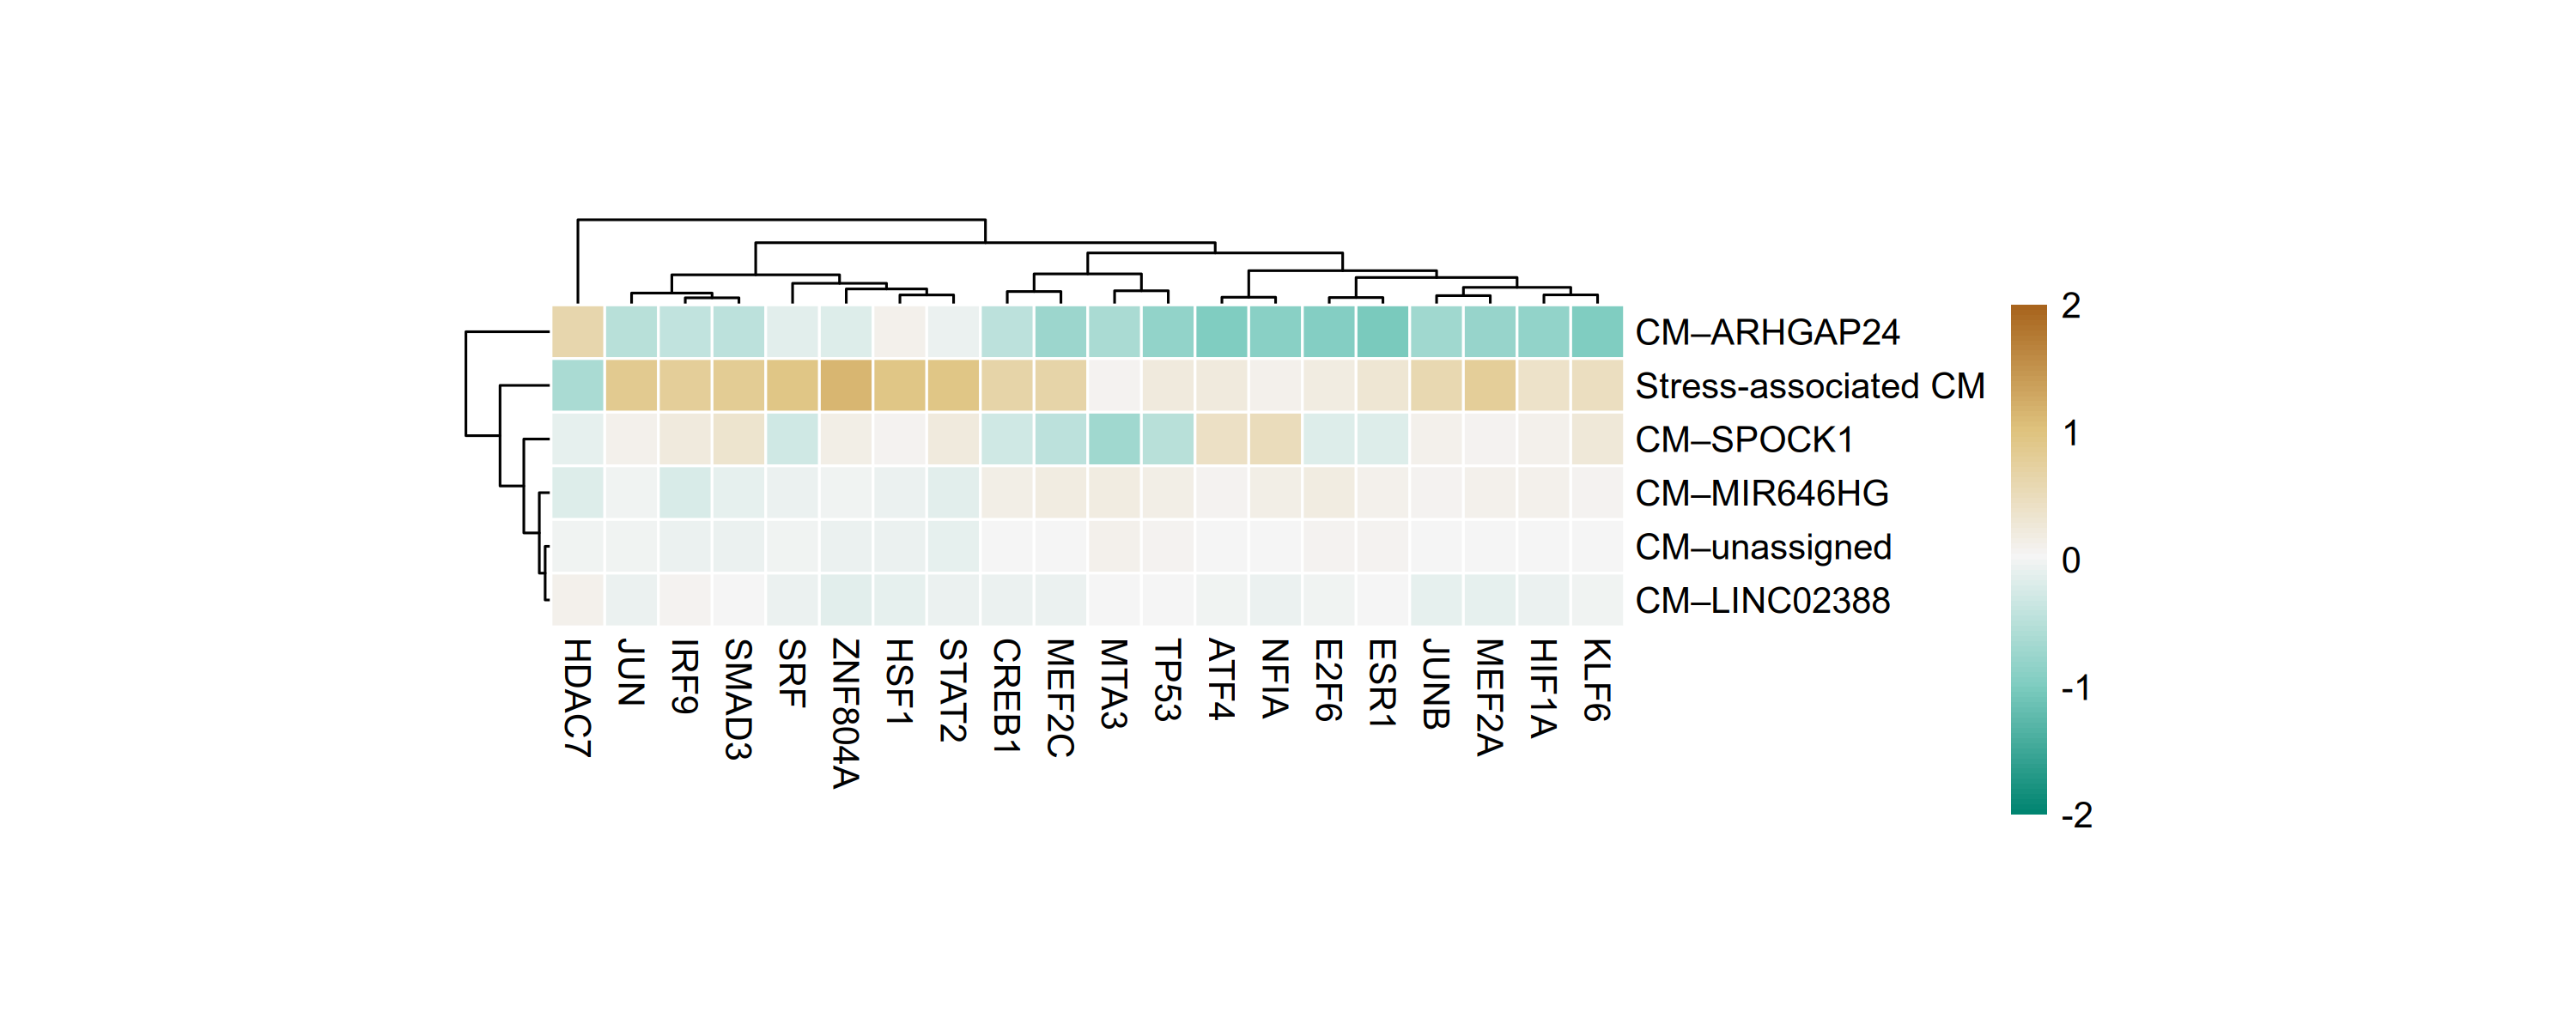 CM–ARHGAP24
Stress-associated CM
CM–SPOCK1
CM–MIR646HG
CM–unassigned
CM–LINC02388
HDAC7
JUN
IRF9
SMAD3
SRF
ZNF804A
HSF1
STAT2
CREB1
MEF2C
MTA3
TP53
ATF4
NFIA
E2F6
ESR1
JUNB
MEF2A
HIF1A
KLF6
2
1
0
-1
-2